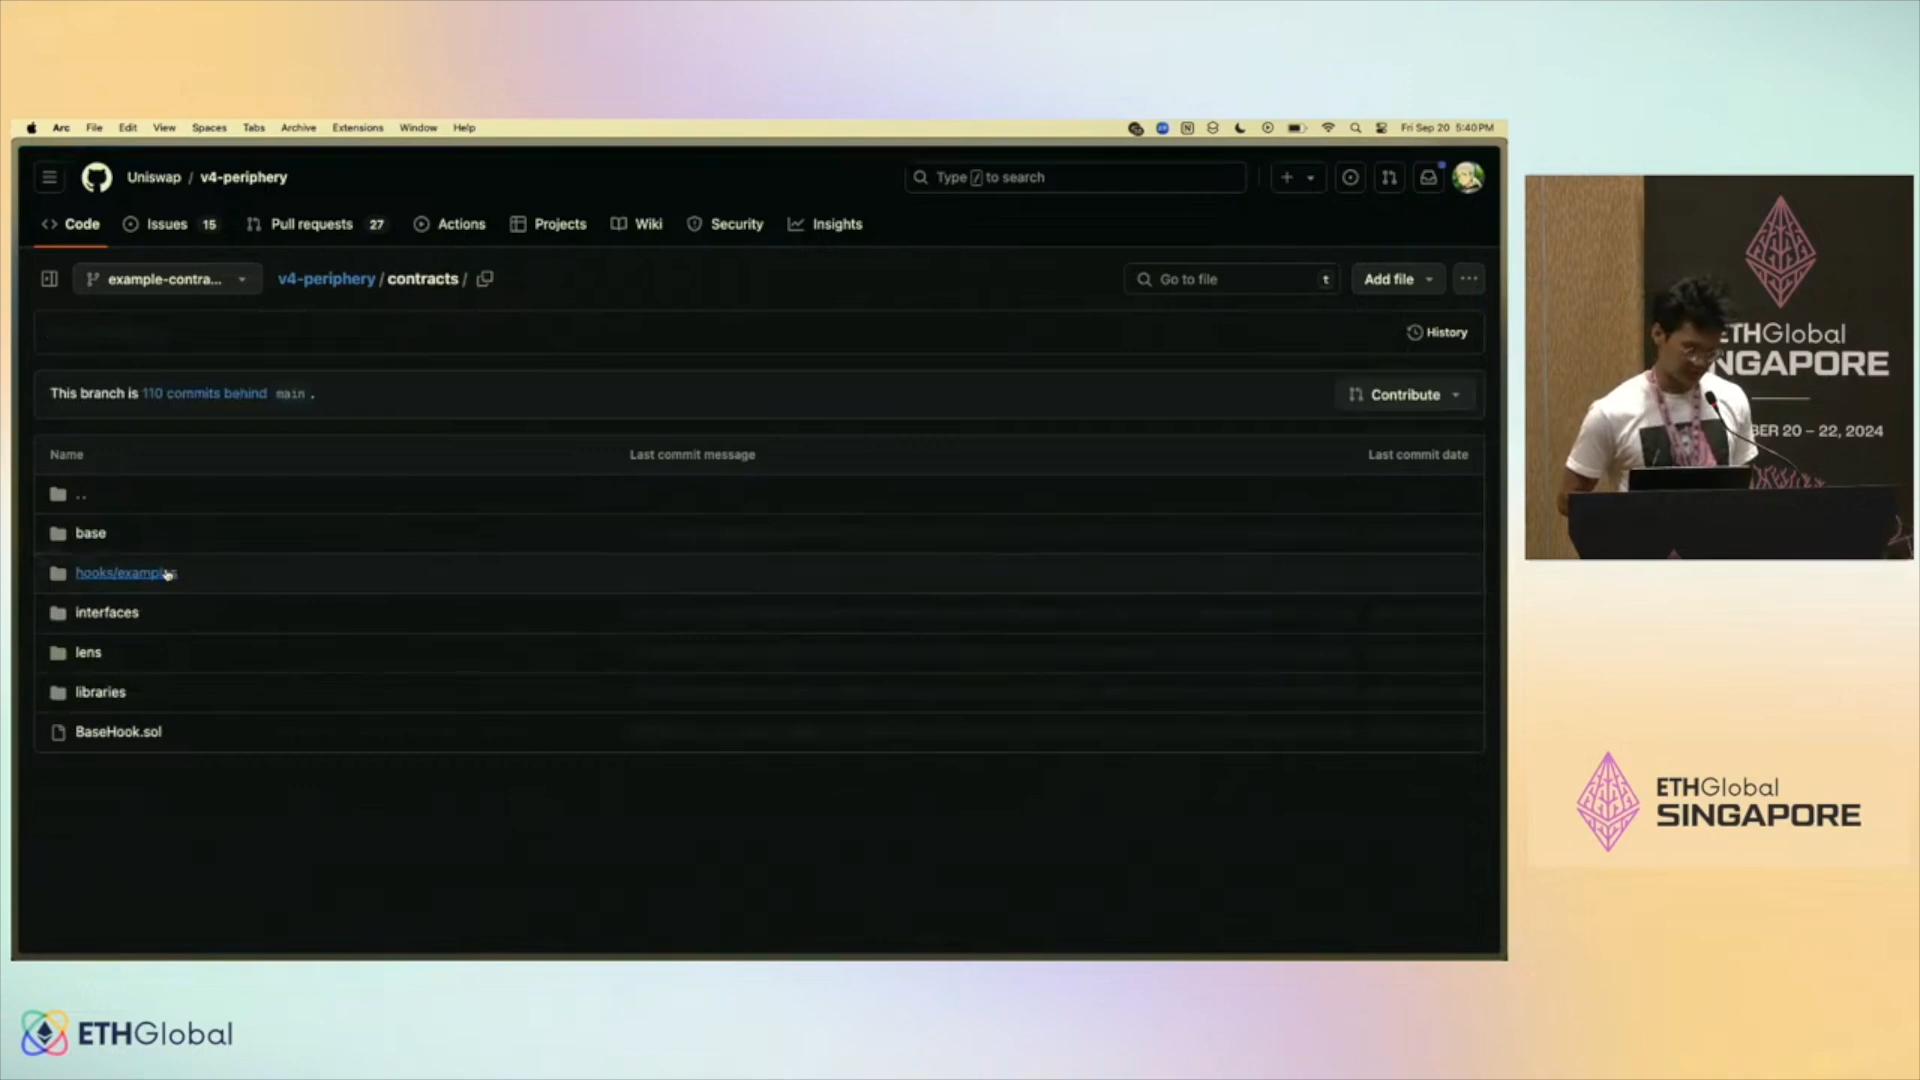 Arc File Edit View Spaces Tabs Archive Extensions Window Help
Fri Sep 20 5:40 PM
Uniswap / v4-periphery
Type / to search
Code
Issues 15
Pull requests 27
Actions
Projects
Wiki
Security
Insights
example-contra...
v4-periphery / contracts /
Go to file t
Add file
History
This branch is 110 commits behind main .
Contribute
Name Last commit message Last commit date
..
base
hooks/examples
interfaces
lens
libraries
BaseHook.sol
ETHGlobal
NGAPORE
BER 20 – 22, 2024
ETHGlobal
SINGAPORE
ETHGlobal